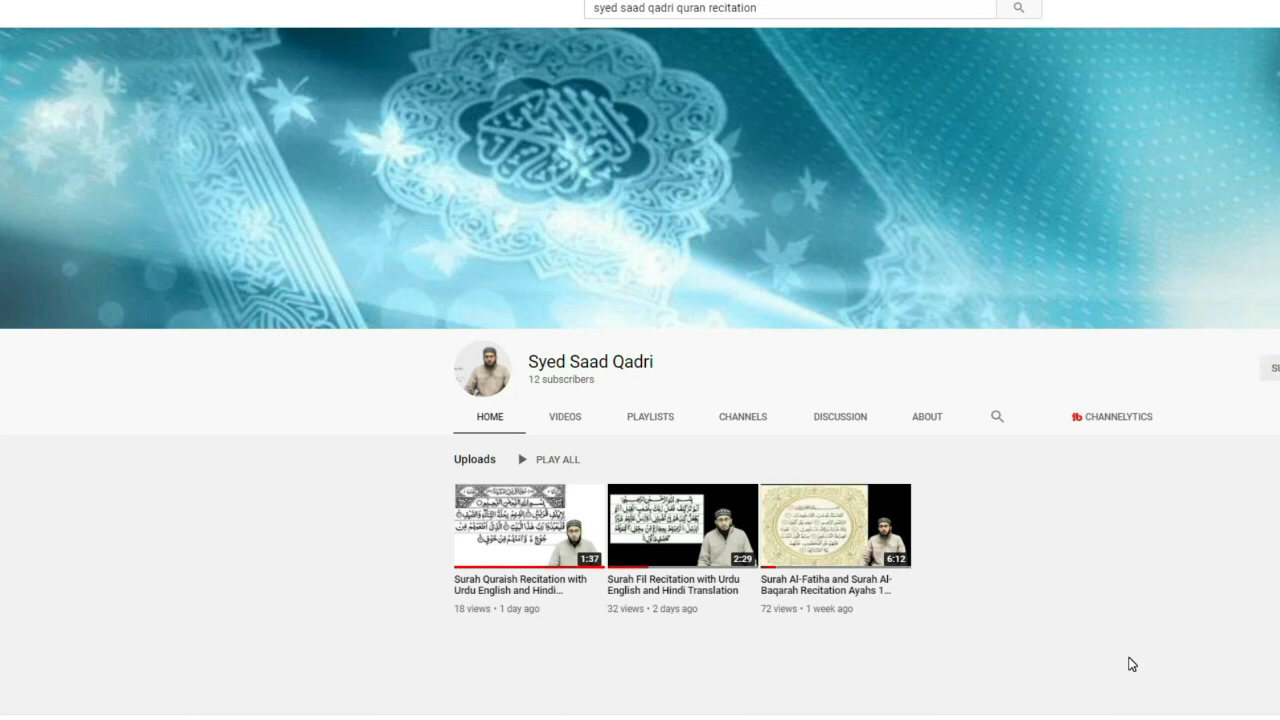 syed saad qadri quran recitation
Syed Saad Qadri
12 subscribers
HOME
VIDEOS
PLAYLISTS
CHANNELS
DISCUSSION
ABOUT
CHANNELYTICS
Uploads
PLAY ALL
1:37
2:29
6:12
Surah Quraish Recitation with
Urdu English and Hindi...
18 views • 1 day ago
Surah Fil Recitation with Urdu
English and Hindi Translation
32 views • 2 days ago
Surah Al-Fatiha and Surah Al-
Baqarah Recitation Ayahs 1...
72 views • 1 week ago